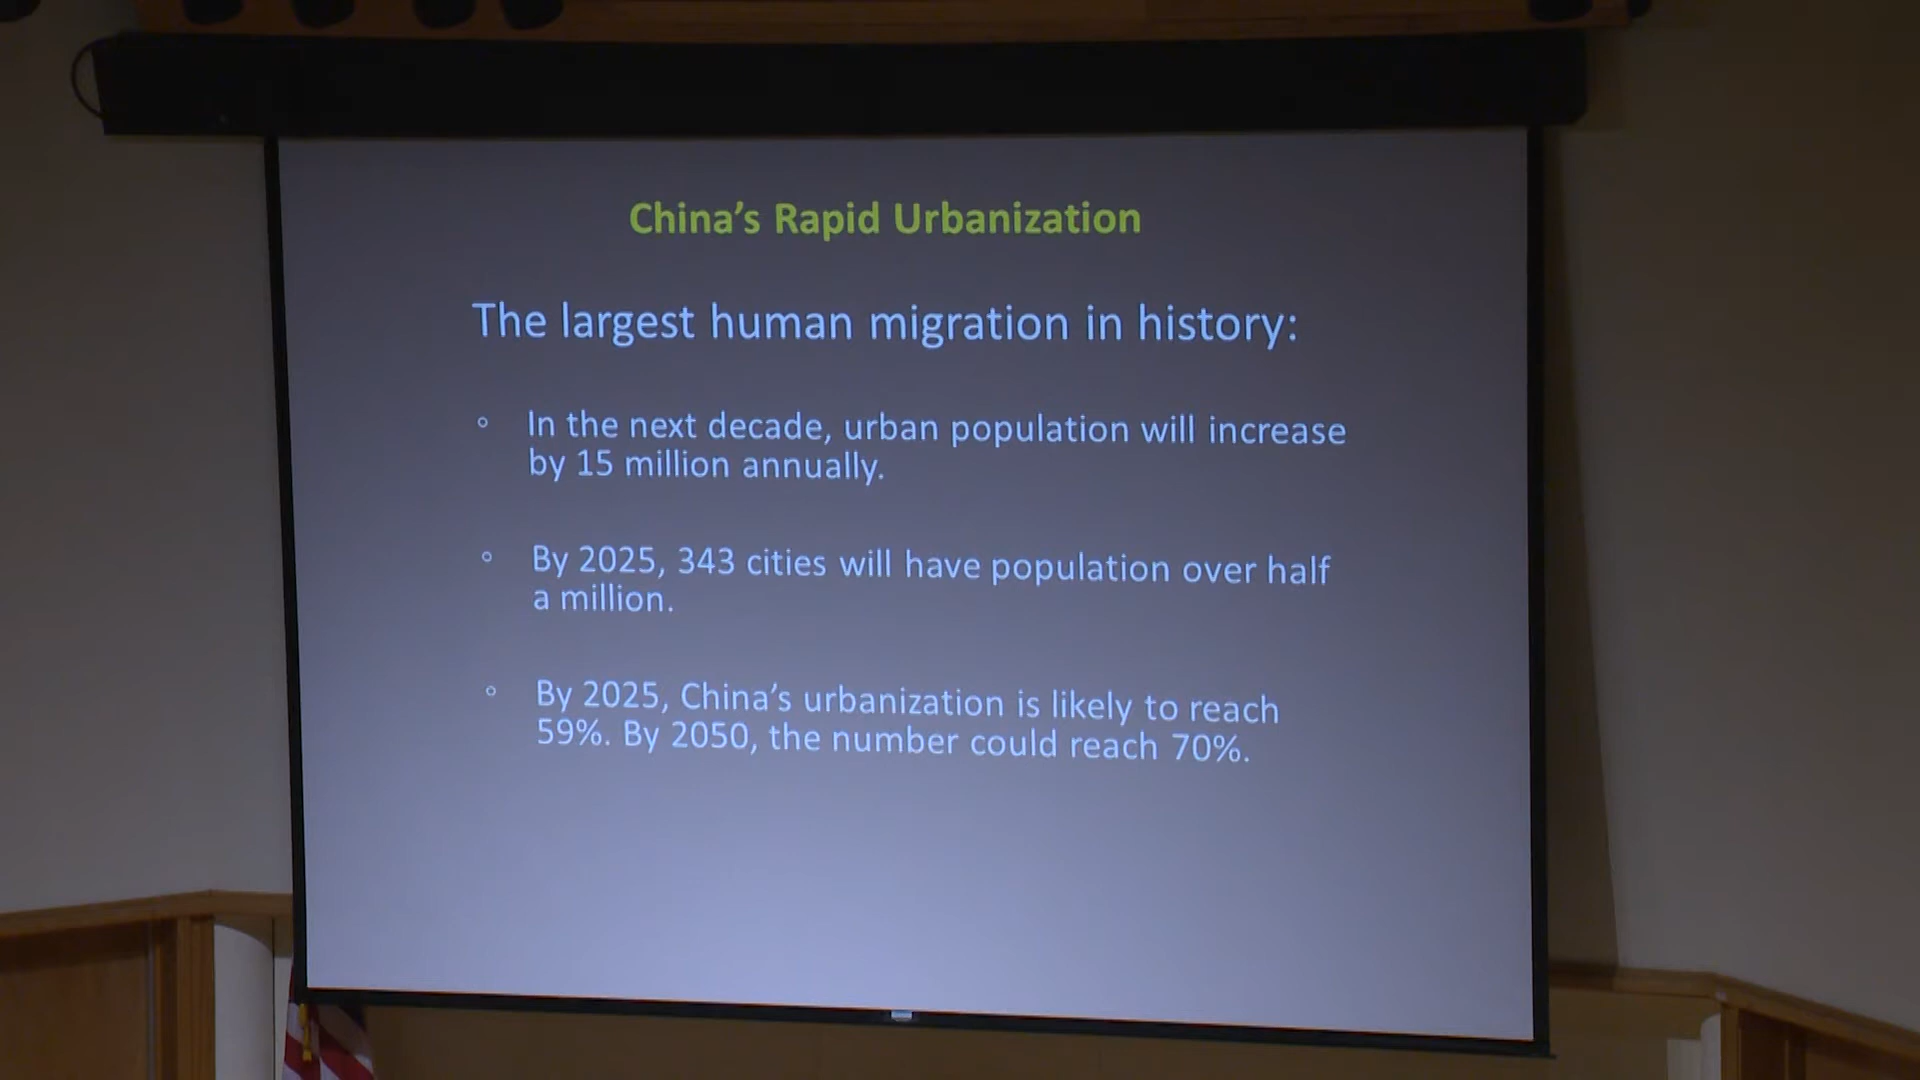 China's Rapid Urbanization
The largest human migration in history:
◦ In the next decade, urban population will increase
by 15 million annually.
◦ By 2025, 343 cities will have population over half
a million.
◦ By 2025, China's urbanization is likely to reach
59%. By 2050, the number could reach 70%.